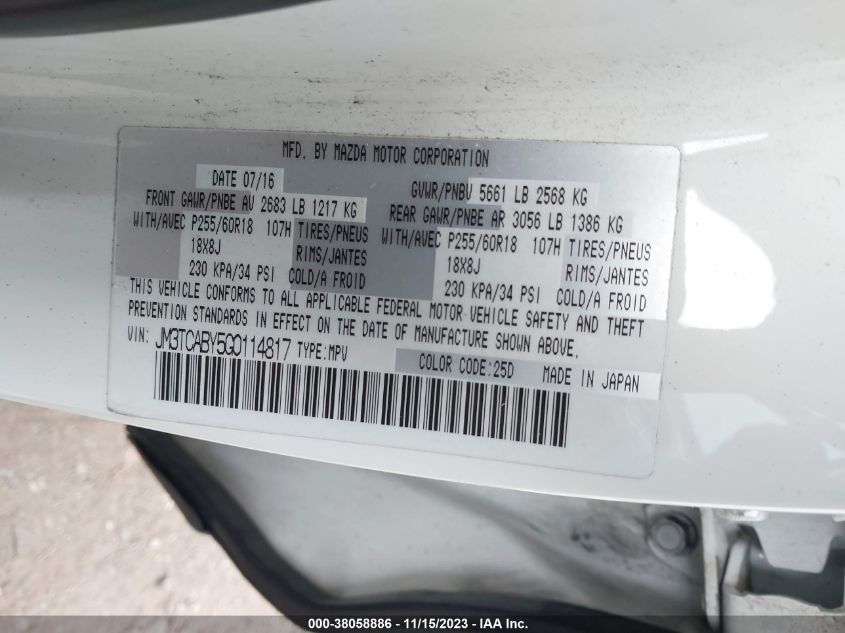 MFD. BY MAZDA MOTOR CORPORATION
DATE 07/16 GVWR/PNBV 5661 LB 2568 KG
FRONT GAWR/PNBE AV 2683 LB 1217 KG REAR GAWR/PNBE AR 3056 LB 1386 KG
WITH/AVEC P255/60R18 107H TIRES/PNEUS WITH/AVEC P255/60R18 107H TIRES/PNEUS
18X8J RIMS/JANTES 18X8J RIMS/JANTES
230 KPA/34 PSI COLD/A FROID 230 KPA/34 PSI COLD/A FROID
THIS VEHICLE CONFORMS TO ALL APPLICABLE FEDERAL MOTOR VEHICLE SAFETY AND THEFT
PREVENTION STANDARDS IN EFFECT ON THE DATE OF MANUFACTURE SHOWN ABOVE.
VIN: JM3TCABY5G0114817 TYPE:MPV
COLOR CODE:25D MADE IN JAPAN
000-38058886 - 11/15/2023 - IAA Inc.